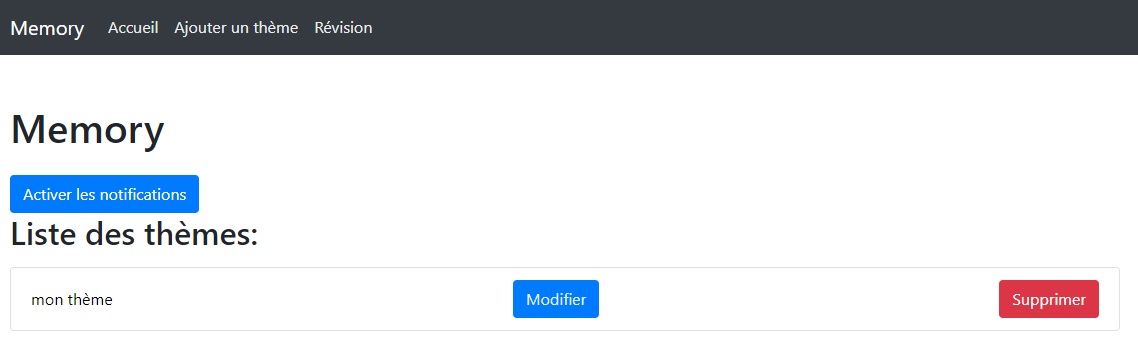 Memory Accueil Ajouter un thème Révision
Memory
Activer les notifications
Liste des thèmes:
mon thème Modifier Supprimer